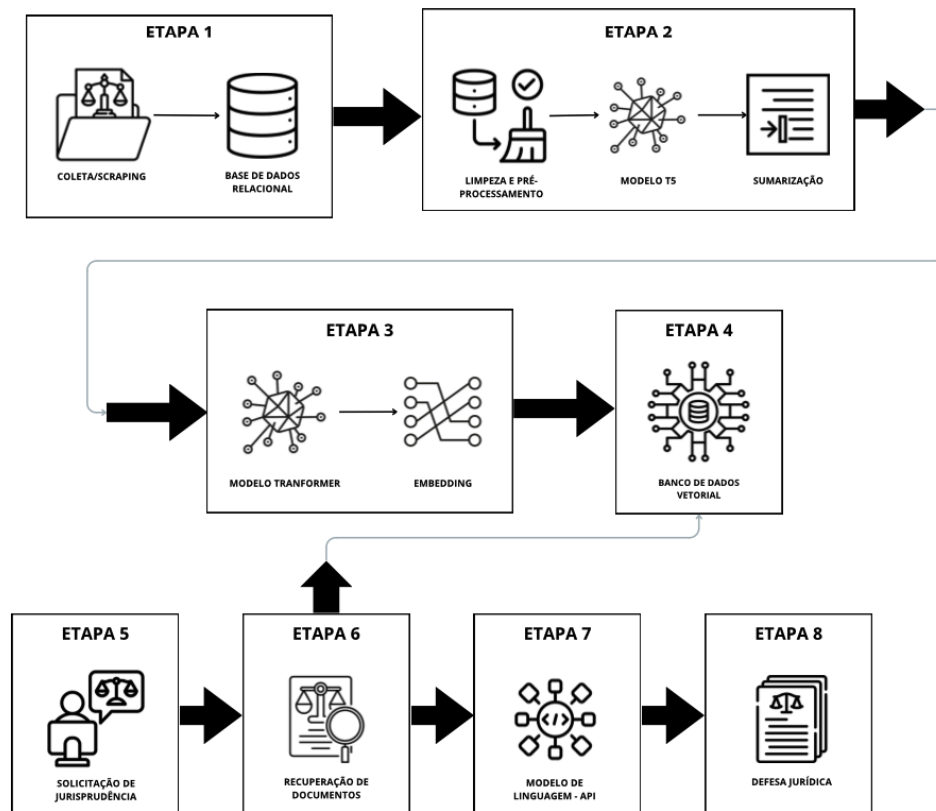 ETAPA 1
COLETA/SCRAPING
BASE DE DADOS
RELACIONAL
ETAPA 2
LIMPEZA E PRÉ-
PROCESSAMENTO
MODELO T5
SUMARIZAÇÃO
ETAPA 3
MODELO TRANFORMER
EMBEDDING
ETAPA 4
BANCO DE DADOS
VETORIAL
ETAPA 5
SOLICITAÇÃO DE
JURISPRUDÊNCIA
ETAPA 6
RECUPERAÇÃO DE
DOCUMENTOS
ETAPA 7
</>
MODELO DE
LINGUAGEM - API
ETAPA 8
DEFESA JURÍDICA